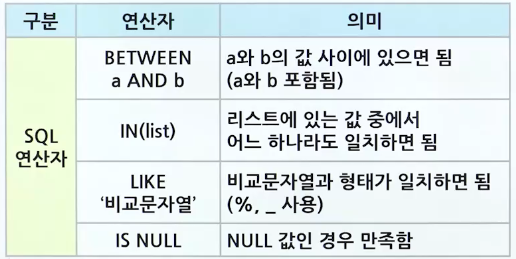 구분 연산자 의미
SQL
연산자
BETWEEN
a AND b
a와 b의 값 사이에 있으면 됨
(a와 b 포함됨)
IN(list)
리스트에 있는 값 중에서
어느 하나라도 일치하면 됨
LIKE
‘비교문자열’
비교문자열과 형태가 일치하면 됨
(%, _ 사용)
IS NULL
NULL 값인 경우 만족함